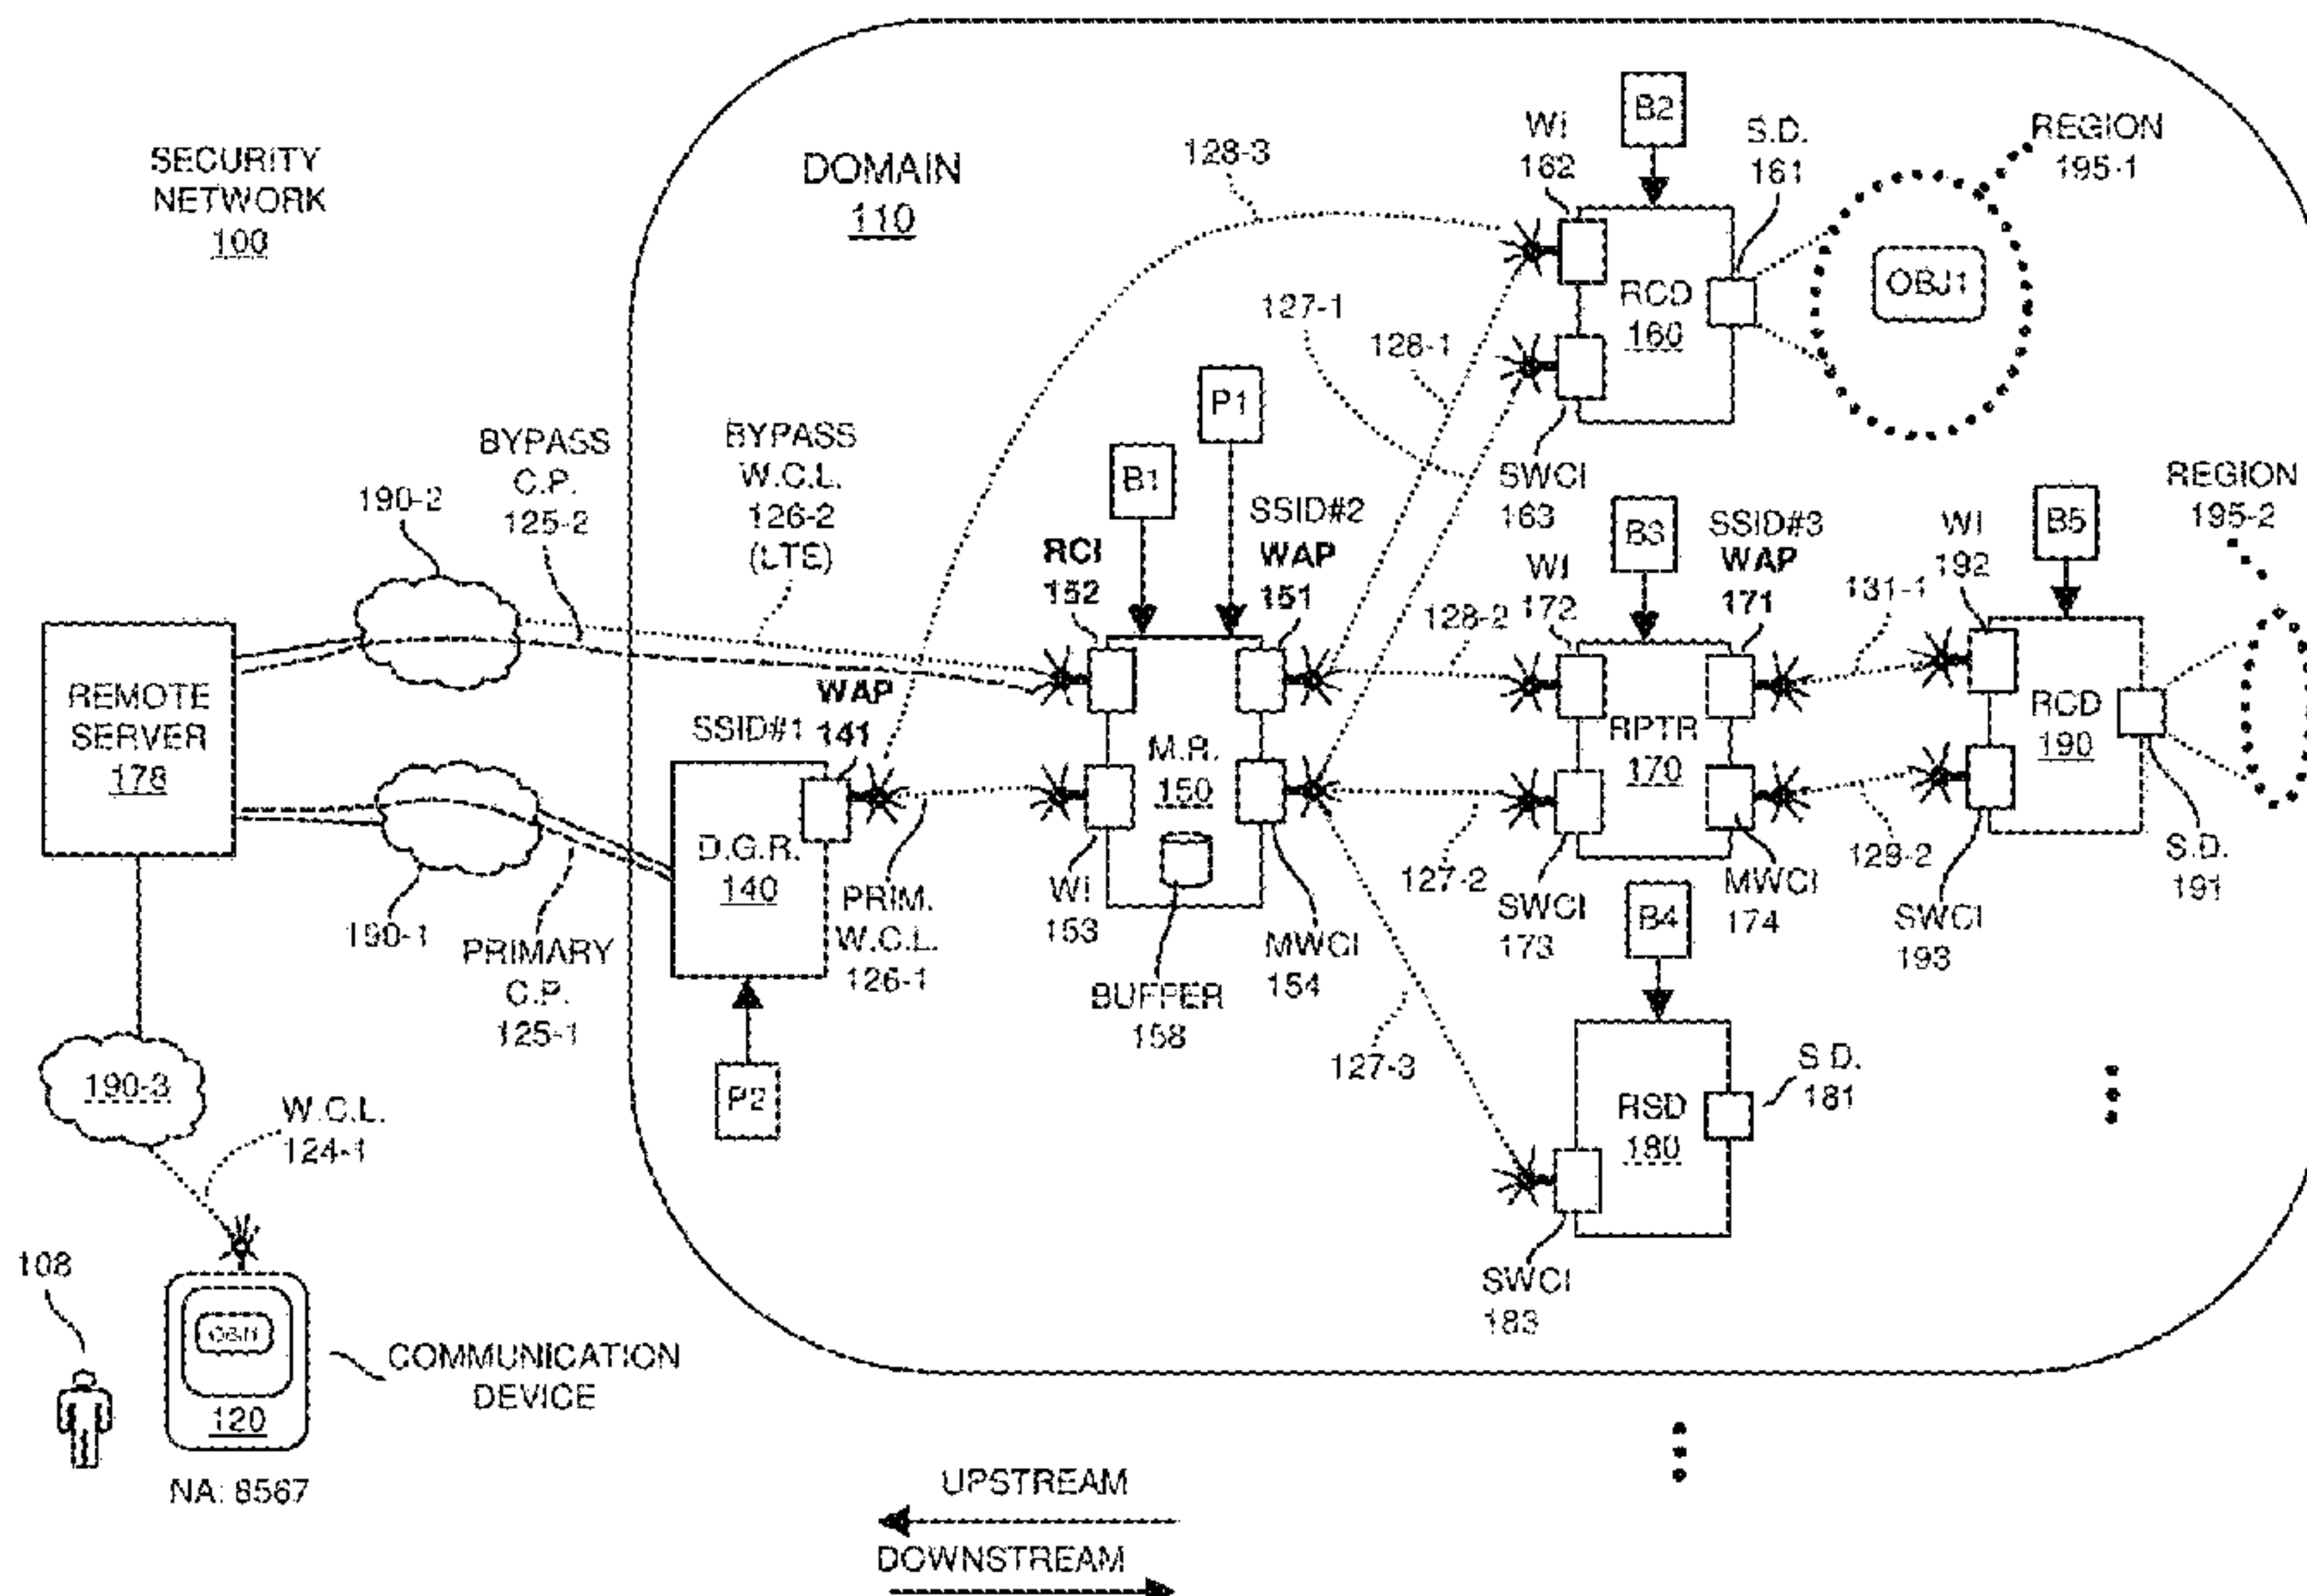 SECURITY
NETWORK
100
DOMAIN
110
128-3
WI
162
B2
S.D.
161
REGION
195-1
OBJ1
RCD
160
127-1
128-1
SWCI
163
P1
B1
BYPASS
C.P.
125-2
190-2
BYPASS
W.C.L.
126-2
(LTE)
RCI
152
SSID#2
WAP
151
128-2
WI
172
B3
SSID#3
WAP
171
131-1
WI
192
B5
REGION
195-2
REMOTE
SERVER
178
SSID#1
WAP
141
M.R.
150
RPTR
170
RCD
190
D.G.R.
140
PRIM.
W.C.L.
126-1
WI
153
BUFFER
158
MWCI
154
127-2
SWCI
173
B4
MWCI
174
129-2
SWCI
193
S.D.
191
190-1
PRIMARY
C.P.
125-1
P2
127-3
RSD
180
S.D.
181
SWCI
183
190-3
W.C.L.
124-1
108
OBJ1
120
COMMUNICATION
DEVICE
NA: 8567
UPSTREAM
DOWNSTREAM